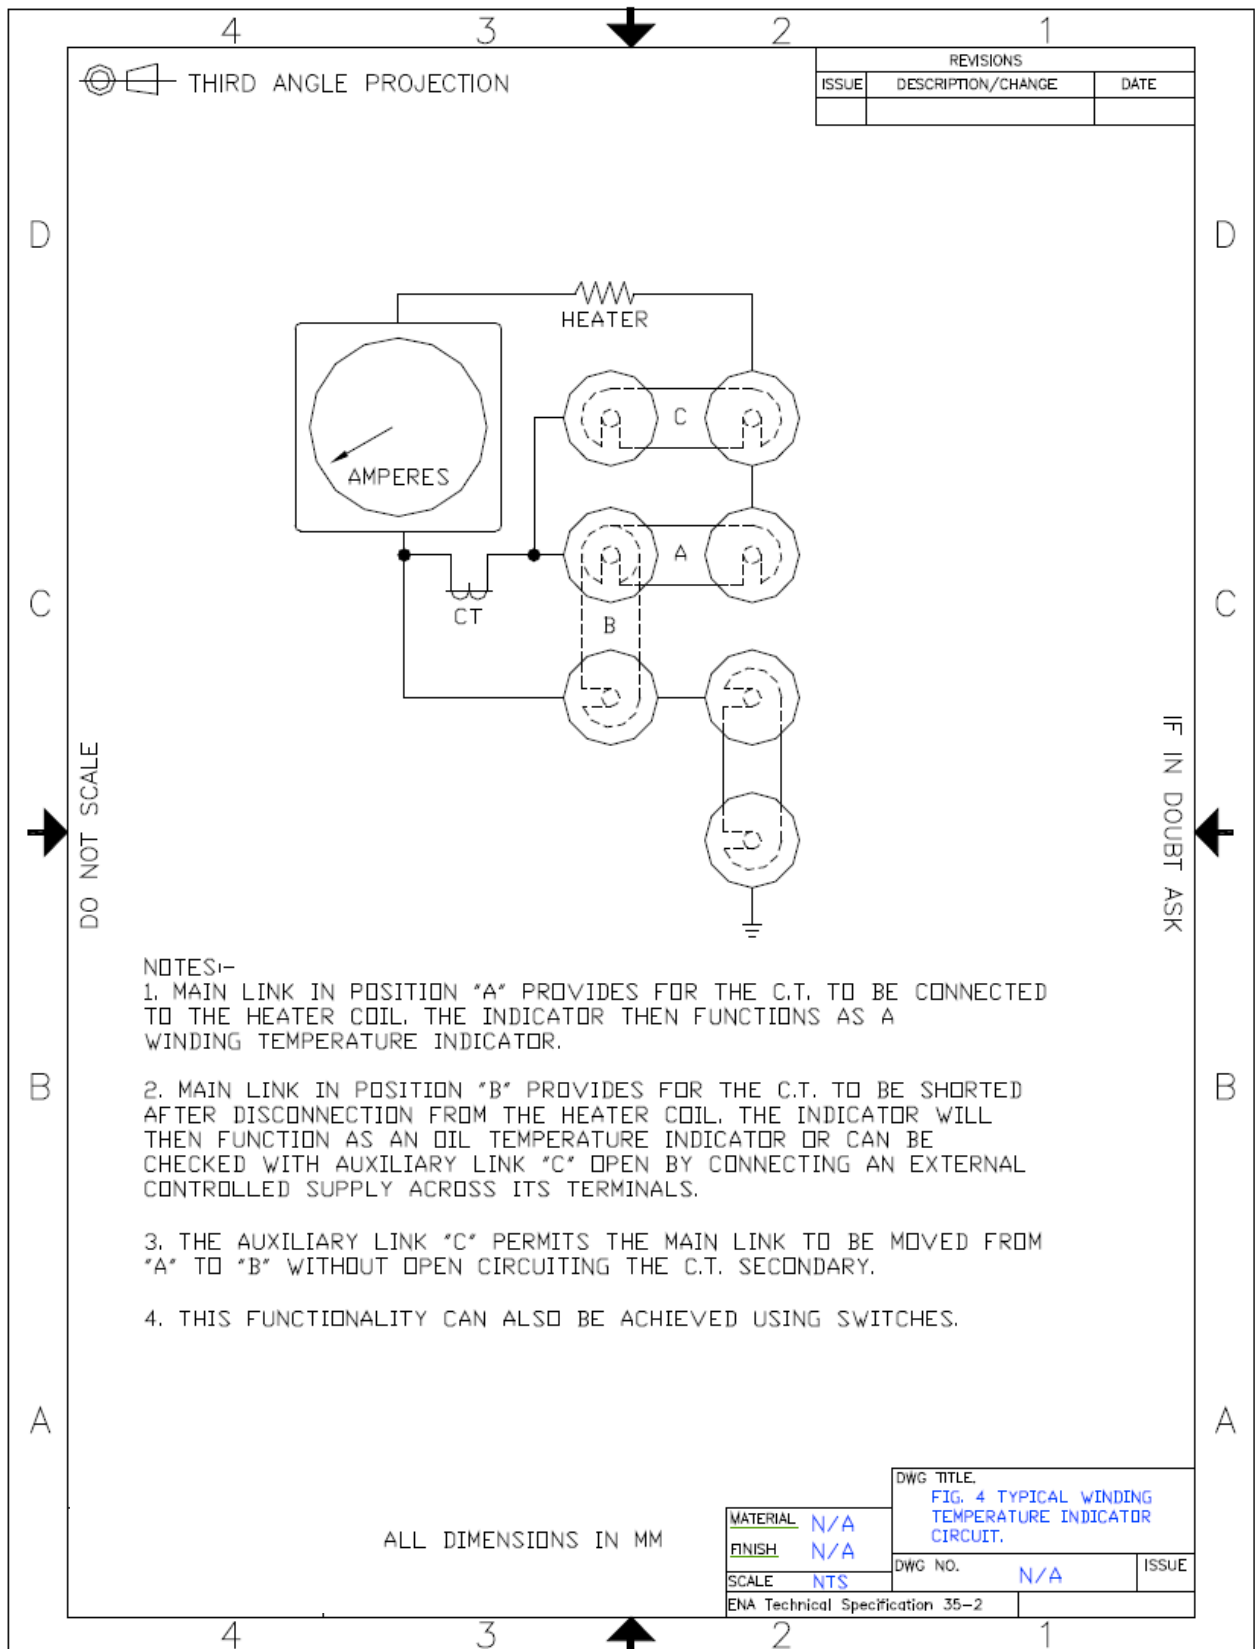 4 3 2 1
THIRD ANGLE PROJECTION
REVISIONS
ISSUE DESCRIPTION/CHANGE DATE
D D
HEATER
C
AMPERES
A
C C
CT
B
DO NOT SCALE
IF IN DOUBT ASK
NOTES:-
1. MAIN LINK IN POSITION "A" PROVIDES FOR THE C.T. TO BE CONNECTED
TO THE HEATER COIL. THE INDICATOR THEN FUNCTIONS AS A
WINDING TEMPERATURE INDICATOR.
2. MAIN LINK IN POSITION "B" PROVIDES FOR THE C.T. TO BE SHORTED
AFTER DISCONNECTION FROM THE HEATER COIL. THE INDICATOR WILL
THEN FUNCTION AS AN OIL TEMPERATURE INDICATOR OR CAN BE
CHECKED WITH AUXILIARY LINK "C" OPEN BY CONNECTING AN EXTERNAL
CONTROLLED SUPPLY ACROSS ITS TERMINALS.
B B
3. THE AUXILIARY LINK "C" PERMITS THE MAIN LINK TO BE MOVED FROM
"A" TO "B" WITHOUT OPEN CIRCUITING THE C.T. SECONDARY.
4. THIS FUNCTIONALITY CAN ALSO BE ACHIEVED USING SWITCHES.
A A
ALL DIMENSIONS IN MM
MATERIAL N/A
FINISH N/A
SCALE NTS
DWG TITLE.
FIG. 4 TYPICAL WINDING
TEMPERATURE INDICATOR
CIRCUIT.
DWG NO. N/A ISSUE
ENA Technical Specification 35-2
4 3 2 1